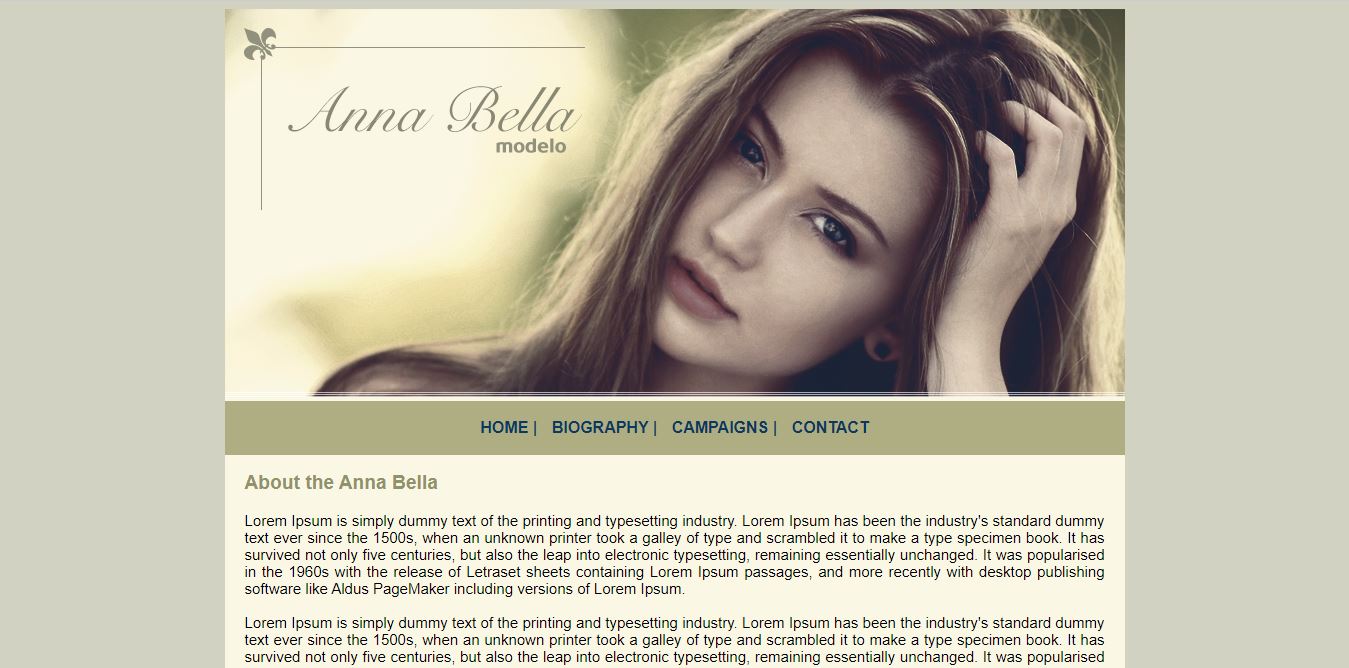 Anna Bella
modelo
HOME | BIOGRAPHY | CAMPAIGNS | CONTACT
About the Anna Bella
Lorem Ipsum is simply dummy text of the printing and typesetting industry. Lorem Ipsum has been the industry's standard dummy
text ever since the 1500s, when an unknown printer took a galley of type and scrambled it to make a type specimen book. It has
survived not only five centuries, but also the leap into electronic typesetting, remaining essentially unchanged. It was popularised
in the 1960s with the release of Letraset sheets containing Lorem Ipsum passages, and more recently with desktop publishing
software like Aldus PageMaker including versions of Lorem Ipsum.
Lorem Ipsum is simply dummy text of the printing and typesetting industry. Lorem Ipsum has been the industry's standard dummy
text ever since the 1500s, when an unknown printer took a galley of type and scrambled it to make a type specimen book. It has
survived not only five centuries, but also the leap into electronic typesetting, remaining essentially unchanged. It was popularised